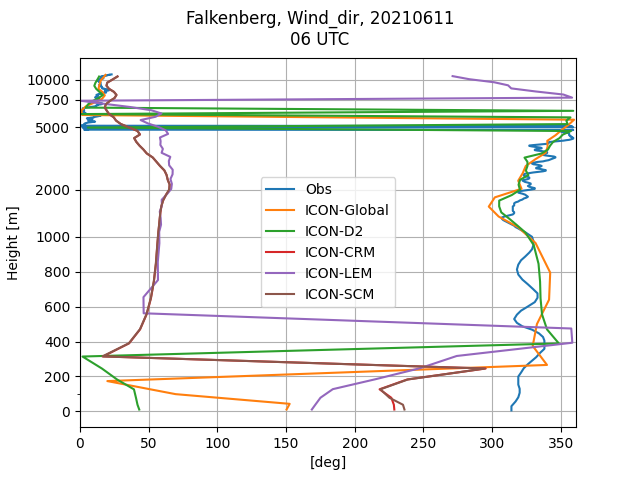 Falkenberg, Wind_dir, 20210611
06 UTC
Height [m]
10000
7500
5000
2000
1000
800
600
400
200
0
Obs
ICON-Global
ICON-D2
ICON-CRM
ICON-LEM
ICON-SCM
0 50 100 150 200 250 300 350
[deg]